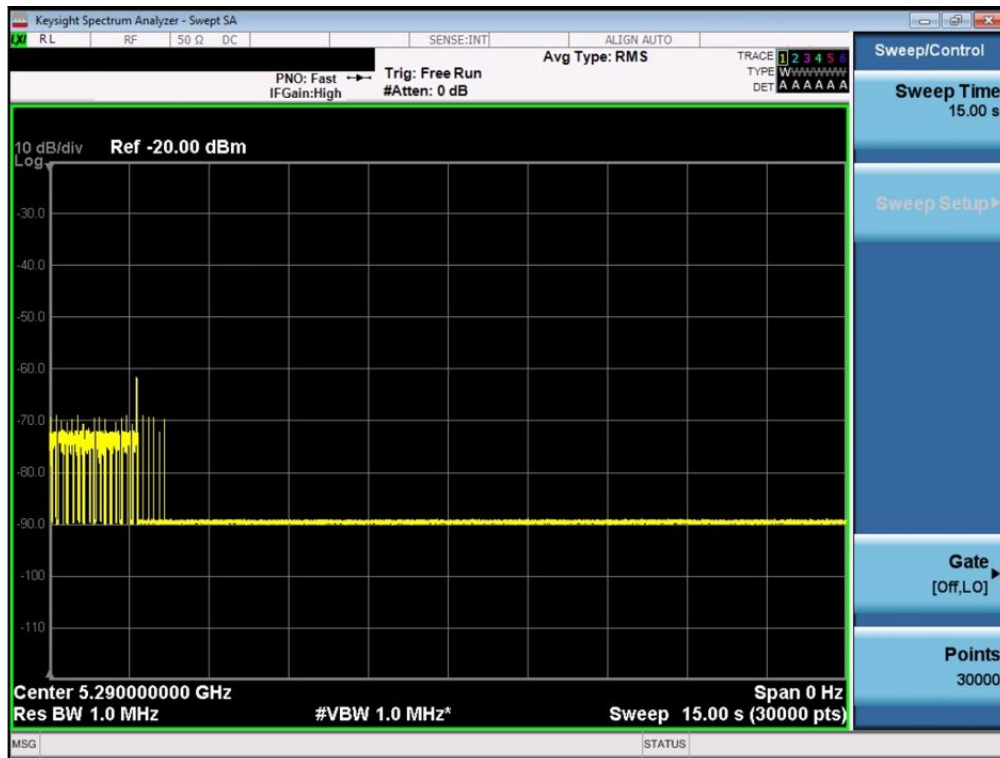 Keysight Spectrum Analyzer - Swept SA
LXI RL RF 50 Ω DC SENSE:INT ALIGN AUTO
Avg Type: RMS
TRACE 1 2 3 4 5 6
PNO: Fast Trig: Free Run
TYPE WWWWWW
IFGain:High #Atten: 0 dB
DET A A A A A A
Sweep/Control
Sweep Time
15.00 s
Sweep Setup
Gate
[Off,LO]
Points
30000
10 dB/div Ref -20.00 dBm
Log
-30.0
-40.0
-50.0
-60.0
-70.0
-80.0
-90.0
-100
-110
Center 5.290000000 GHz Span 0 Hz
Res BW 1.0 MHz #VBW 1.0 MHz* Sweep 15.00 s (30000 pts)
MSG STATUS